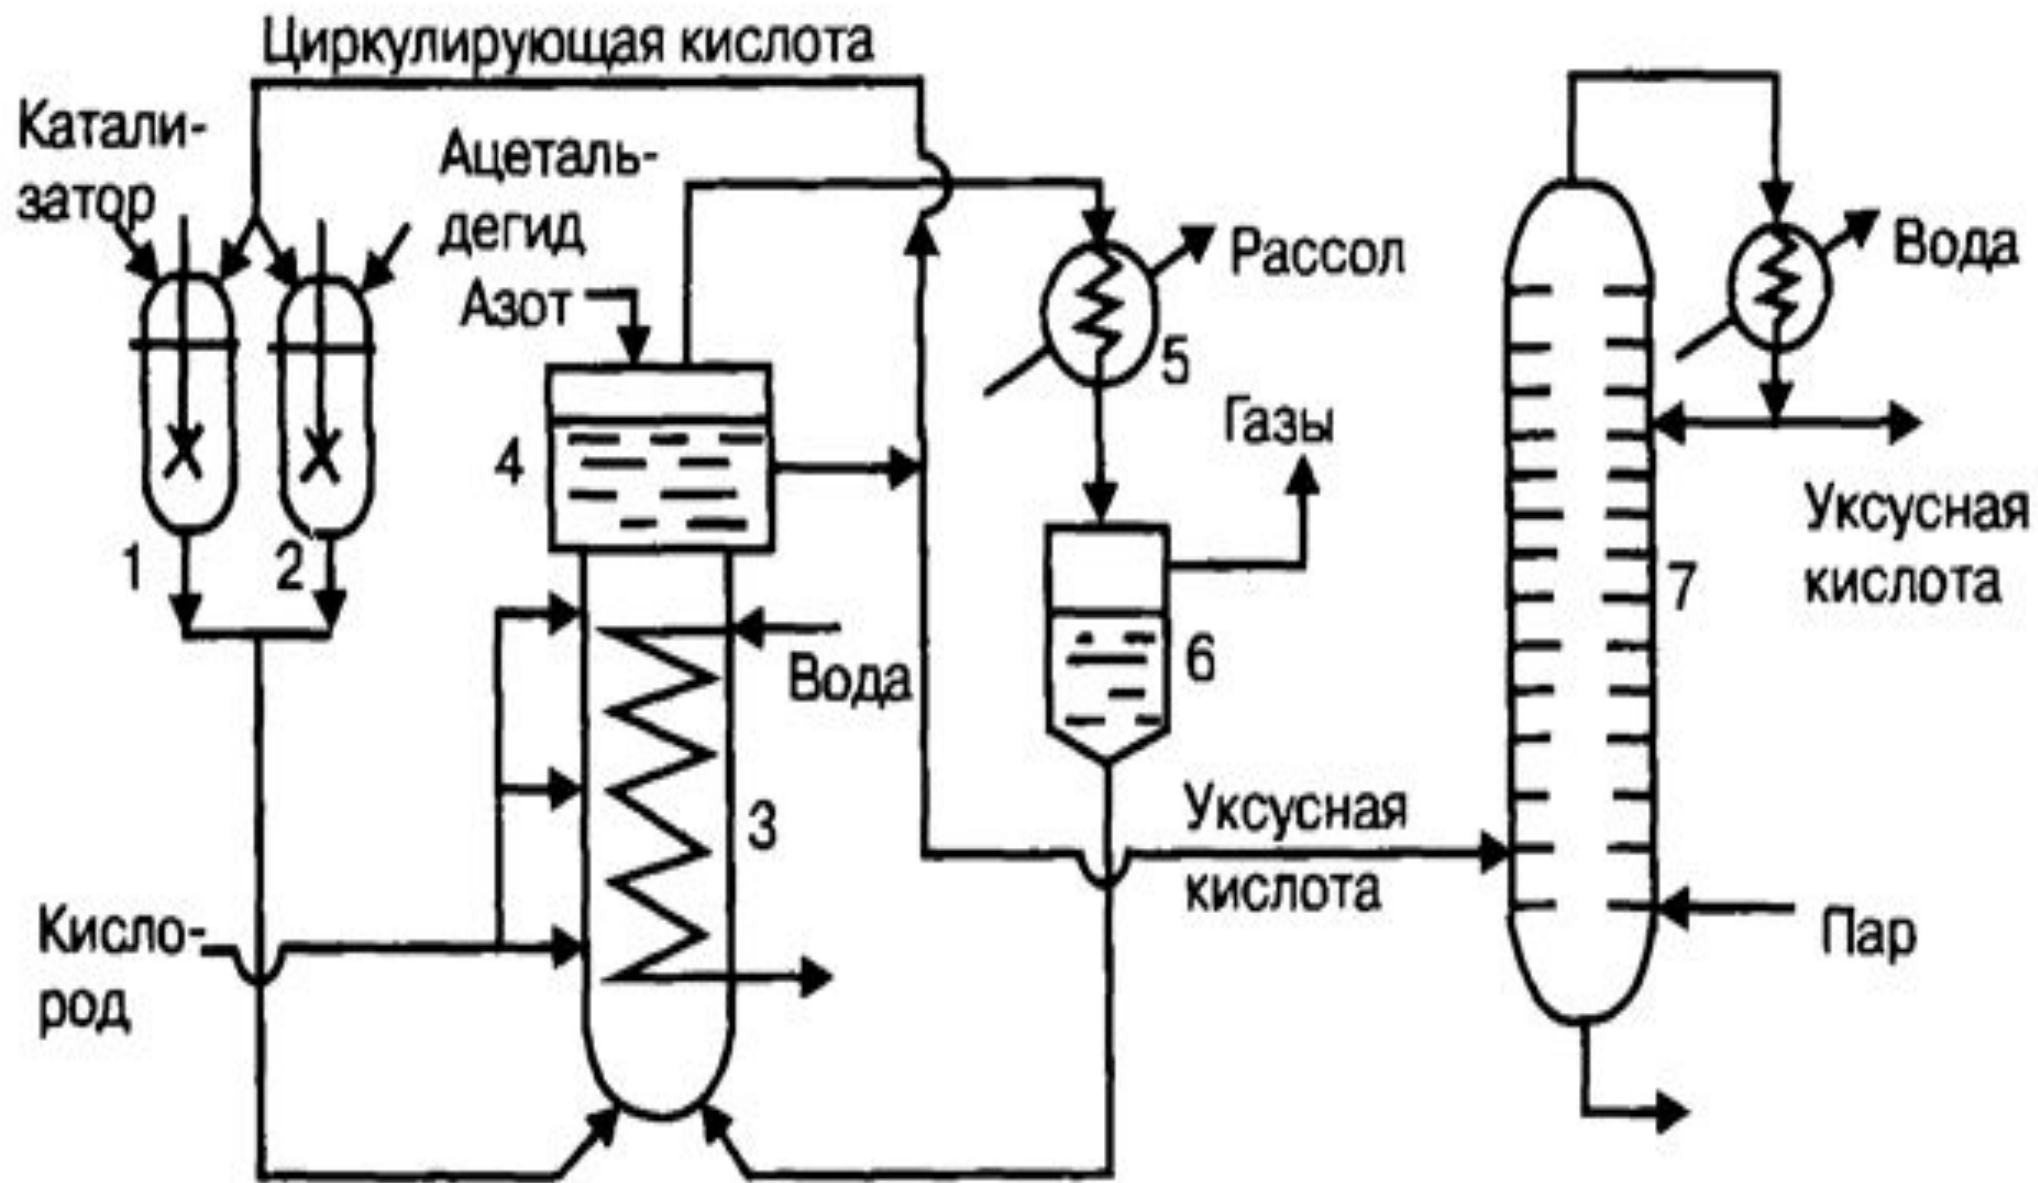 Циркулирующая кислота
Катали-
затор
Ацеталь-
дегид
Азот
Рассол
Вода
5
Газы
4
Уксусная
кислота
1
2
7
Вода
6
3
Уксусная
кислота
Кисло-
род
Пар